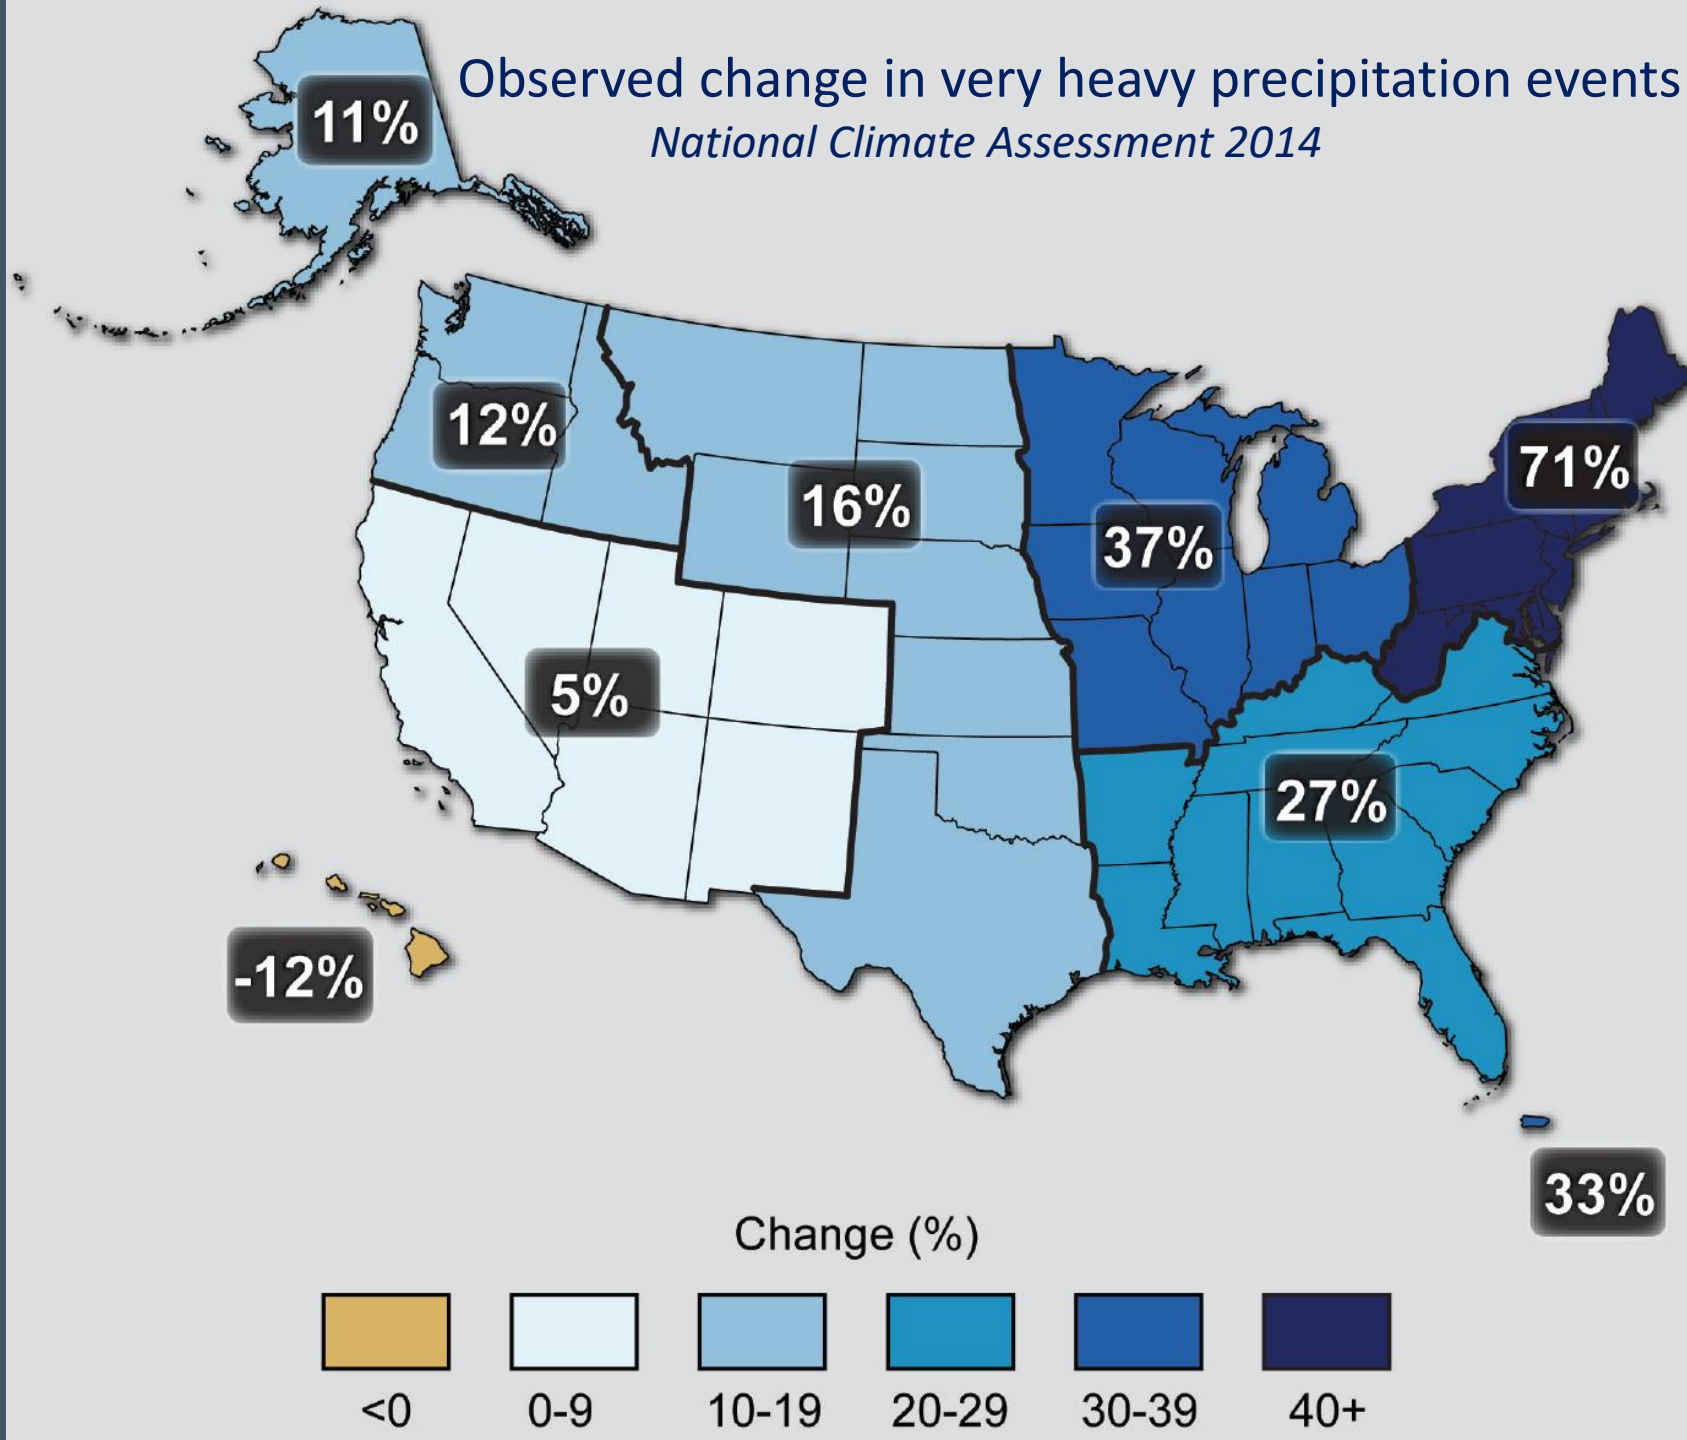 Observed change in very heavy precipitation events
National Climate Assessment 2014
11%
12%
16%
37%
71%
5%
27%
-12%
33%
Change (%)
<0 0-9 10-19 20-29 30-39 40+